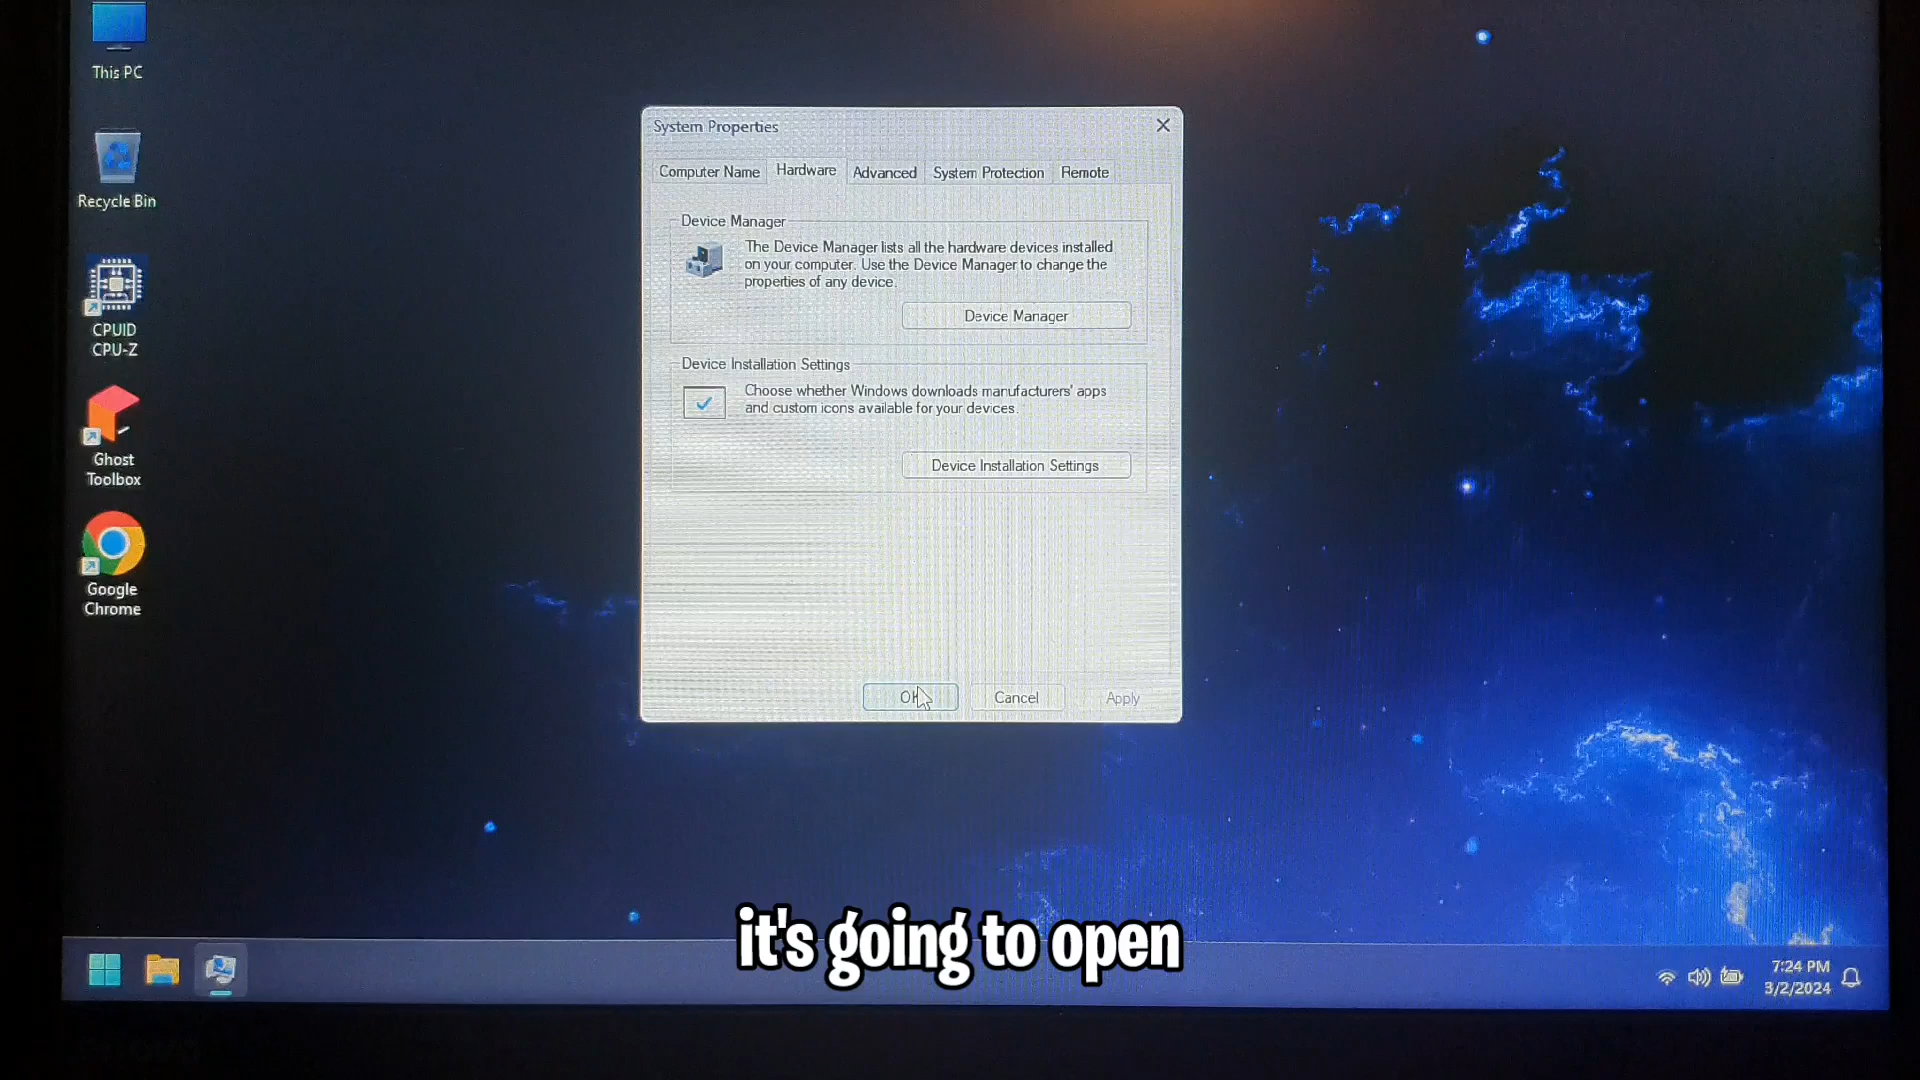 This PC
Recycle Bin
CPUID
CPU-Z
Ghost
Toolbox
Google
Chrome
System Properties
Computer Name
Hardware
Advanced
System Protection
Remote
Device Manager
The Device Manager lists all the hardware devices installed
on your computer. Use the Device Manager to change the
properties of any device.
Device Manager
Device Installation Settings
Choose whether Windows downloads manufacturers' apps
and custom icons available for your devices.
Device Installation Settings
OK
Cancel
Apply
it's going to open
7:24 PM
3/2/2024